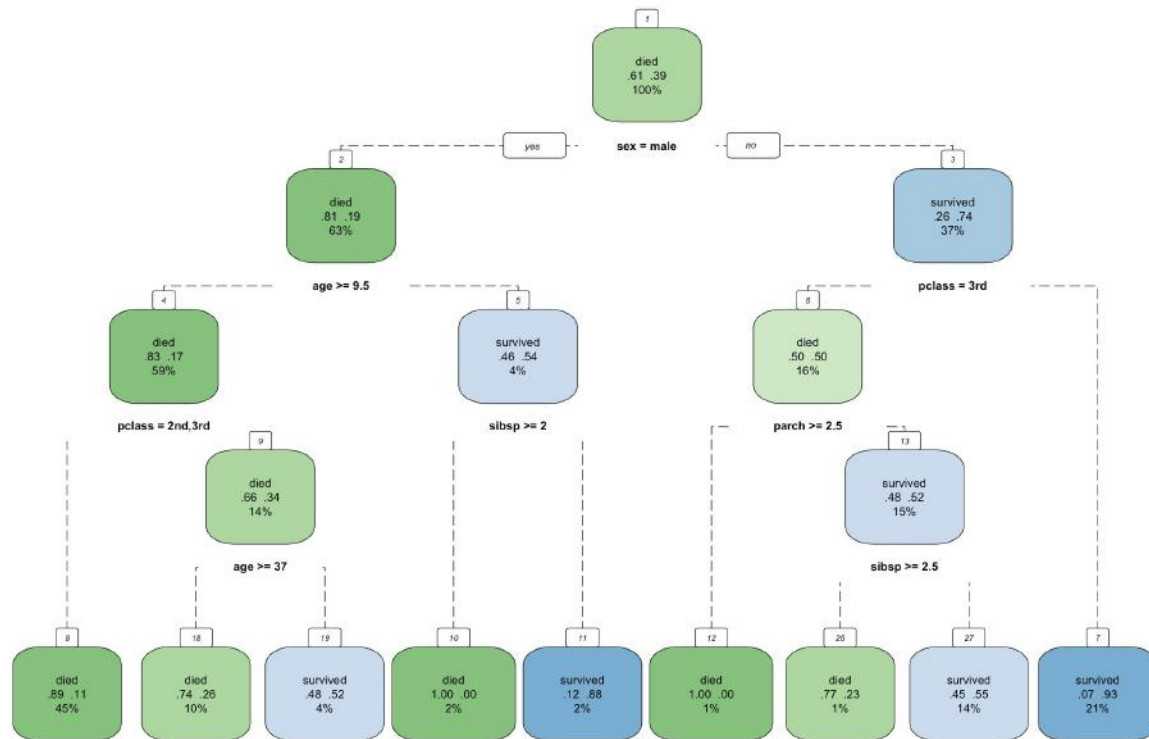 1
died
.61 .39
100%
yes
sex = male
no
2
died
.81 .19
63%
3
survived
.26 .74
37%
age >= 9.5
pclass = 3rd
4
died
.83 .17
59%
5
survived
.46 .54
4%
6
died
.50 .50
16%
pclass = 2nd,3rd
sibsp >= 2
parch >= 2.5
9
died
.66 .34
14%
13
survived
.48 .52
15%
age >= 37
sibsp >= 2.5
8
died
.89 .11
45%
18
died
.74 .26
10%
19
survived
.48 .52
4%
10
died
1.00 .00
2%
11
survived
.12 .88
2%
12
died
1.00 .00
1%
26
died
.77 .23
1%
27
survived
.45 .55
14%
7
survived
.07 .93
21%